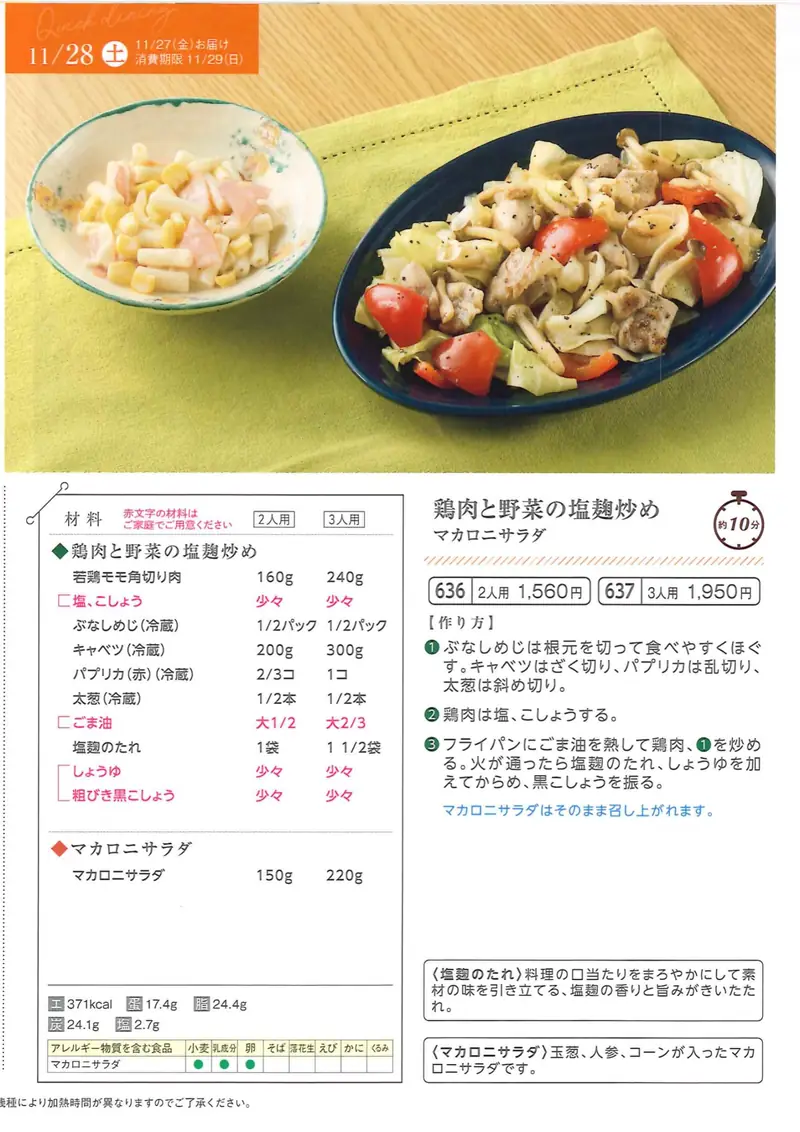 Quick dining
11/28 土
11/27(金)お届け
消費期限 11/29(日)
材料
赤文字の材料は
ご家庭でご用意ください
2人用 3人用
◆鶏肉と野菜の塩麹炒め
若鶏モモ角切り肉 160g 240g
塩、こしょう 少々 少々
ぶなしめじ(冷蔵) 1/2パック 1/2パック
キャベツ(冷蔵) 200g 300g
パプリカ(赤)(冷蔵) 2/3コ 1コ
太葱(冷蔵) 1/2本 1/2本
ごま油 大1/2 大2/3
塩麹のたれ 1袋 1 1/2袋
しょうゆ 少々 少々
粗びき黒こしょう 少々 少々
◆マカロニサラダ
マカロニサラダ 150g 220g
エ 371kcal 蛋 17.4g 脂 24.4g
炭 24.1g 塩 2.7g
アレルギー物質を含む食品 小麦 乳成分 卵 そば 落花生 えび かに くるみ
マカロニサラダ ● ● ●
機種により加熱時間が異なりますのでご了承ください。
鶏肉と野菜の塩麹炒め
マカロニサラダ
約10分
636 2人用 1,560円 637 3人用 1,950円
【作り方】
1 ぶなしめじは根元を切って食べやすくほぐ
す。キャベツはざく切り、パプリカは乱切り、
太葱は斜め切り。
2 鶏肉は塩、こしょうする。
3 フライパンにごま油を熱して鶏肉、1を炒め
る。火が通ったら塩麹のたれ、しょうゆを加
えてからめ、黒こしょうを振る。
マカロニサラダはそのまま召し上がれます。
〈塩麹のたれ〉料理の口当たりをまろやかにして素
材の味を引き立てる、塩麹の香りと旨みがきいたた
れ。
〈マカロニサラダ〉玉葱、人参、コーンが入ったマカ
ロニサラダです。